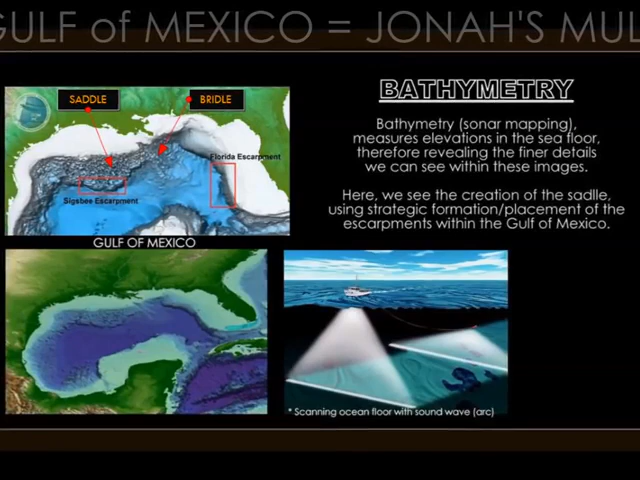 GULF of MEXICO = JONAH'S MUL
SADDLE
BRIDLE
Florida Escarpment
Sigsbee Escarpment
GULF OF MEXICO
BATHYMETRY
Bathymetry (sonar mapping),
measures elevations in the sea floor,
therefore revealing the finer details
we can see within these images.
Here, we see the creation of the sadlle,
using strategic formation/placement of the
escarpments within the Gulf of Mexico.
* Scanning ocean floor with sound wave (arc)